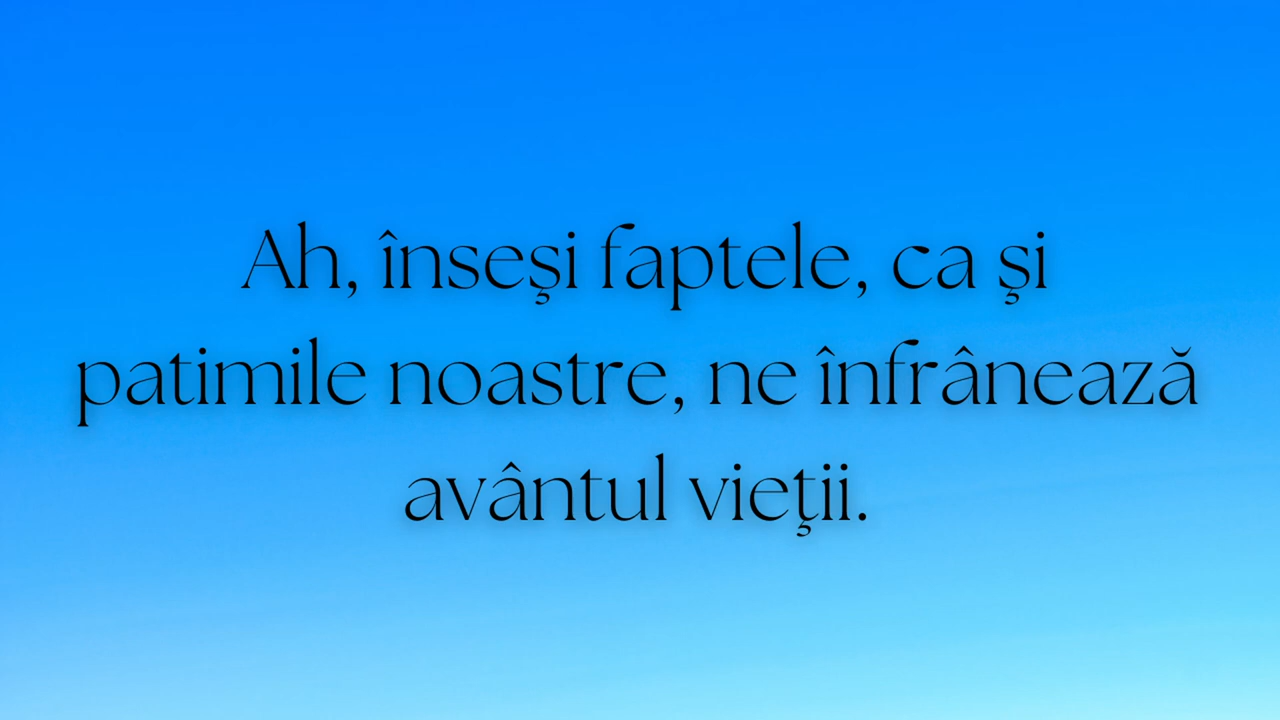 Ah, înseşi faptele, ca şi
patimile noastre, ne înfrânează
avântul vieţii.